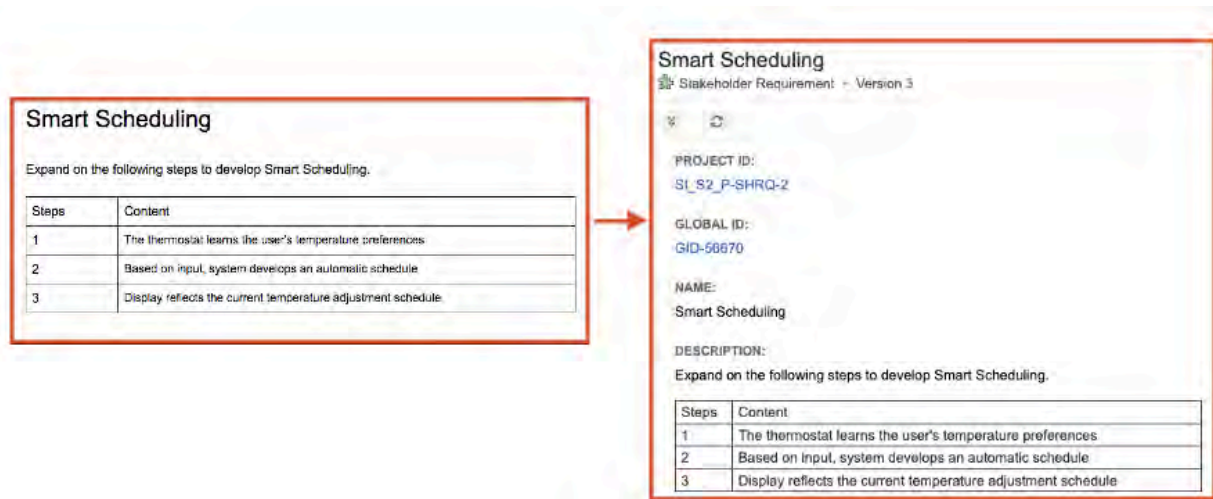 Smart Scheduling
Expand on the following steps to develop Smart Scheduling.
Steps Content
1 The thermostat learns the user's temperature preferences
2 Based on input, system develops an automatic schedule
3 Display reflects the current temperature adjustment schedule
Smart Scheduling
Stakeholder Requirement - Version 3
PROJECT ID:
SI_S2_P-SHRQ-2
GLOBAL ID:
GID-56670
NAME:
Smart Scheduling
DESCRIPTION:
Expand on the following steps to develop Smart Scheduling.
Steps Content
1 The thermostat learns the user's temperature preferences
2 Based on input, system develops an automatic schedule
3 Display reflects the current temperature adjustment schedule